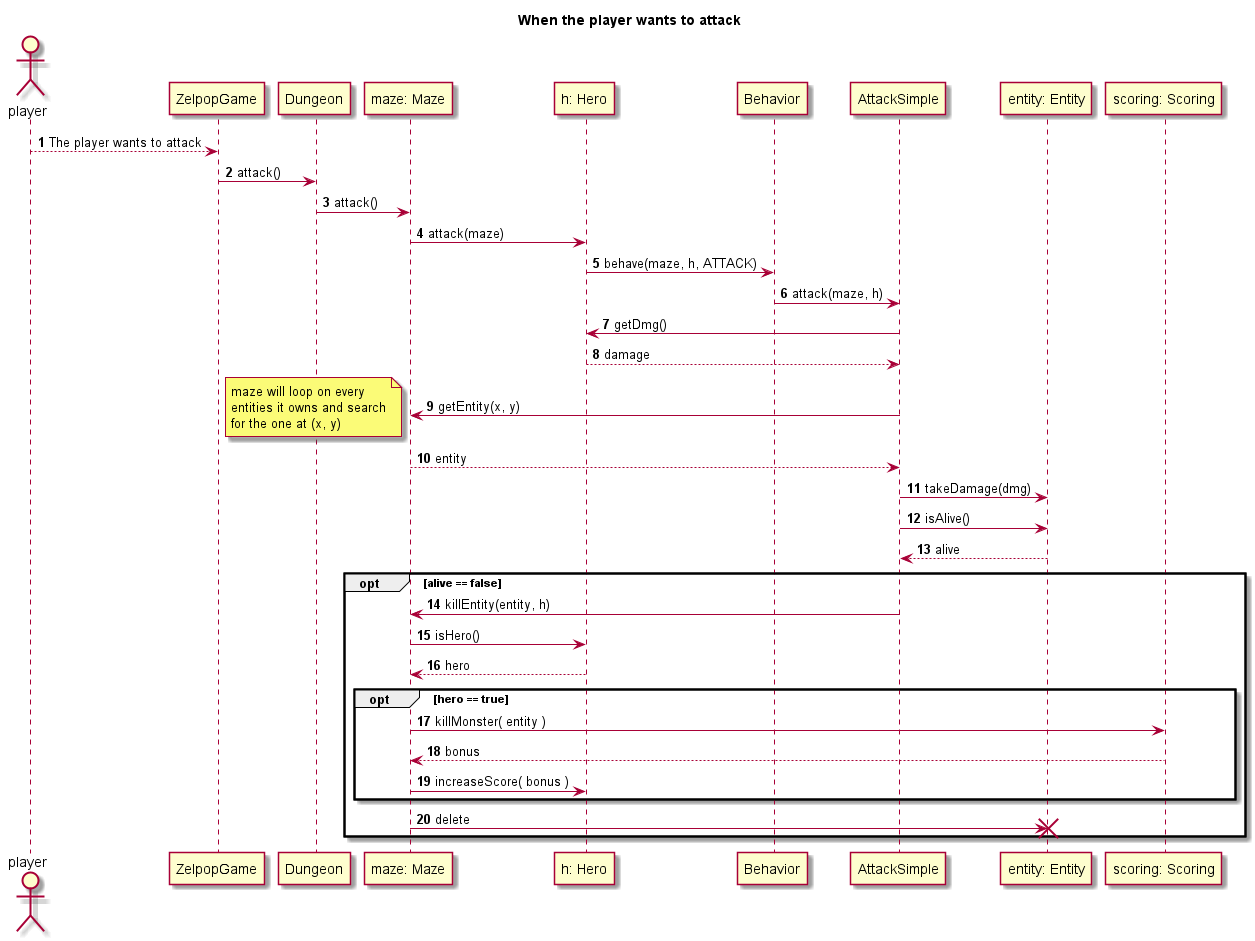 When the player wants to attack
player
ZelpopGame
Dungeon
maze: Maze
h: Hero
Behavior
AttackSimple
entity: Entity
scoring: Scoring
1 The player wants to attack
2 attack()
3 attack()
4 attack(maze)
5 behave(maze, h, ATTACK)
6 attack(maze, h)
7 getDmg()
8 damage
maze will loop on every
entities it owns and search
for the one at (x, y)
9 getEntity(x, y)
10 entity
11 takeDamage(dmg)
12 isAlive()
13 alive
opt [alive == false]
14 killEntity(entity, h)
15 isHero()
16 hero
opt [hero == true]
17 killMonster( entity )
18 bonus
19 increaseScore( bonus )
20 delete
player
ZelpopGame
Dungeon
maze: Maze
h: Hero
Behavior
AttackSimple
entity: Entity
scoring: Scoring